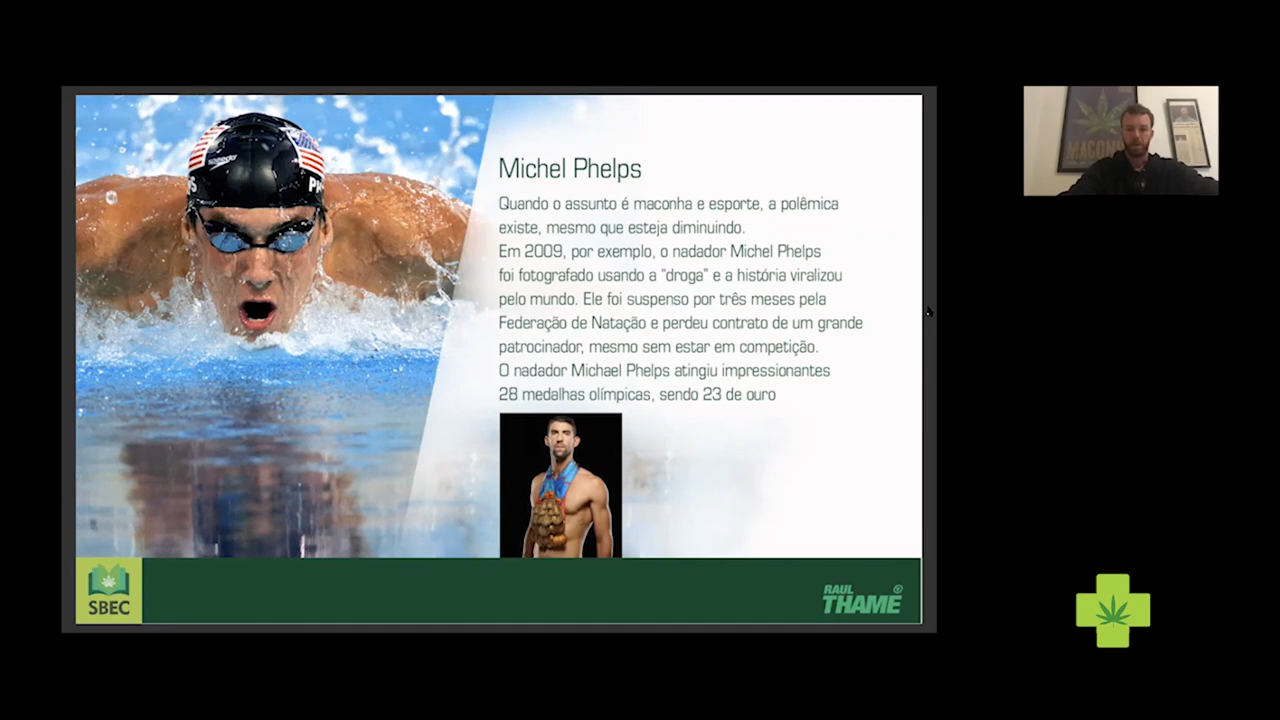 Michel Phelps
Quando o assunto é maconha e esporte, a polêmica
existe, mesmo que esteja diminuindo.
Em 2009, por exemplo, o nadador Michel Phelps
foi fotografado usando a “droga” e a história viralizou
pelo mundo. Ele foi suspenso por três meses pela
Federação de Natação e perdeu contrato de um grande
patrocinador, mesmo sem estar em competição.
O nadador Michael Phelps atingiu impressionantes
28 medalhas olímpicas, sendo 23 de ouro
SBEC
RAUL
THAME